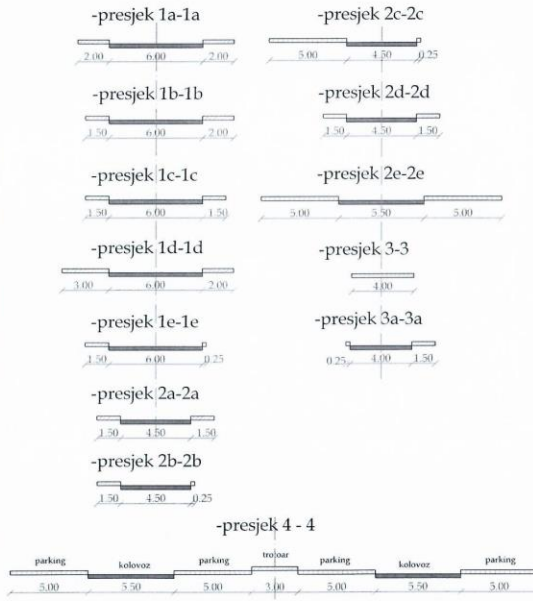 -presjek 1a-1a
2.00 6.00 2.00
-presjek 1b-1b
1.50 6.00 2.00
-presjek 1c-1c
1.50 6.00 1.50
-presjek 1d-1d
3.00 6.00 2.00
-presjek 1e-1e
1.50 6.00 0.25
-presjek 2a-2a
1.50 4.50 1.50
-presjek 2b-2b
1.50 4.50 0.25
-presjek 2c-2c
5.00 4.50 0.25
-presjek 2d-2d
1.50 4.50 1.50
-presjek 2e-2e
5.00 5.50 5.00
-presjek 3-3
4.00
-presjek 3a-3a
0.25 4.00 1.50
-presjek 4 - 4
parking kolovoz parking trotoar parking kolovoz parking
5.00 5.50 5.00 3.00 5.00 5.50 5.00